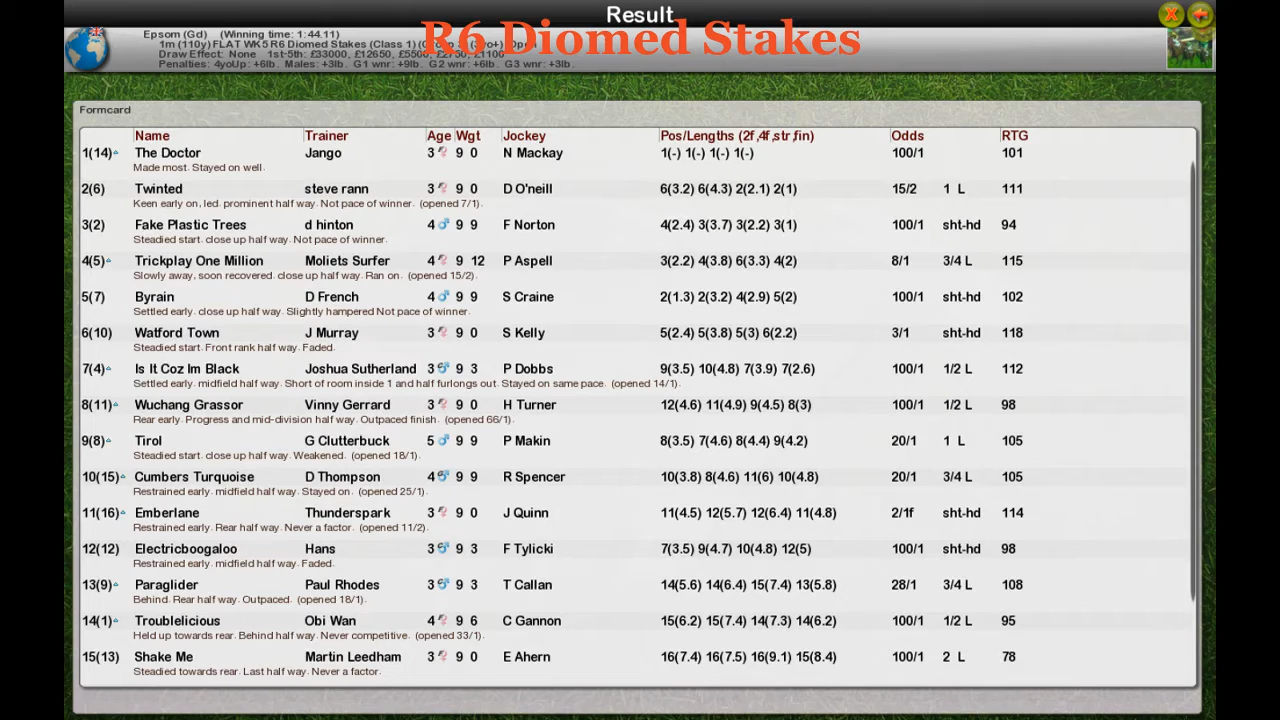 Result
R6 Diomed Stakes
Epsom (Gd) (Winning time: 1:44.11)
1m (110y) FLAT WK5 R6 Diomed Stakes (Class 1) (Group 3) (3yo+) Open
Draw Effect: None 1st-5th: £33000, £12650, £5500, £2750, £1100
Penalties: 4yoUp: +6lb. Males: +3lb. G1 wnr: +9lb. G2 wnr: +6lb. G3 wnr: +3lb.
Formcard
Name Trainer Age Wgt Jockey Pos/Lengths (2f,4f,str,fin) Odds RTG
1(14) The Doctor Jango 3 9 0 N Mackay 1(-) 1(-) 1(-) 1(-) 100/1 101
Made most. Stayed on well.
2(6) Twinted steve rann 3 9 0 D O'neill 6(3.2) 6(4.3) 2(2.1) 2(1) 15/2 1 L 111
Keen early on, led. prominent half way. Not pace of winner. (opened 7/1).
3(2) Fake Plastic Trees d hinton 4 9 9 F Norton 4(2.4) 3(3.7) 3(2.2) 3(1) 100/1 sht-hd 94
Steadied start. close up half way. Not pace of winner.
4(5) Trickplay One Million Moliets Surfer 4 9 12 P Aspell 3(2.2) 4(3.8) 6(3.3) 4(2) 8/1 3/4 L 115
Slowly away, soon recovered. close up half way. Ran on. (opened 15/2).
5(7) Byrain D French 4 9 9 S Craine 2(1.3) 2(3.2) 4(2.9) 5(2) 100/1 sht-hd 102
Settled early. close up half way. Slightly hampered Not pace of winner.
6(10) Watford Town J Murray 3 9 0 S Kelly 5(2.4) 5(3.8) 5(3) 6(2.2) 3/1 sht-hd 118
Steadied start. Front rank half way. Faded.
7(4) Is It Coz Im Black Joshua Sutherland 3 9 3 P Dobbs 9(3.5) 10(4.8) 7(3.9) 7(2.6) 100/1 1/2 L 112
Settled early. midfield half way. Short of room inside 1 and half furlongs out. Stayed on same pace. (opened 14/1).
8(11) Wuchang Grassor Vinny Gerrard 3 9 0 H Turner 12(4.6) 11(4.9) 9(4.5) 8(3) 100/1 1/2 L 98
Rear early. Progress and mid-division half way. Outpaced finish. (opened 66/1).
9(8) Tirol G Clutterbuck 5 9 9 P Makin 8(3.5) 7(4.6) 8(4.4) 9(4.2) 20/1 1 L 105
Steadied start. close up half way. Weakened. (opened 18/1).
10(15) Cumbers Turquoise D Thompson 4 9 9 R Spencer 10(3.8) 8(4.6) 11(6) 10(4.8) 20/1 3/4 L 105
Restrained early. midfield half way. Stayed on. (opened 25/1).
11(16) Emberlane Thunderspark 3 9 0 J Quinn 11(4.5) 12(5.7) 12(6.4) 11(4.8) 2/1f sht-hd 114
Restrained early. Rear half way. Never a factor. (opened 11/2).
12(12) Electricboogaloo Hans 3 9 3 F Tylicki 7(3.5) 9(4.7) 10(4.8) 12(5) 100/1 sht-hd 98
Restrained early. midfield half way. Faded.
13(9) Paraglider Paul Rhodes 3 9 3 T Callan 14(5.6) 14(6.4) 15(7.4) 13(5.8) 28/1 3/4 L 108
Behind. Rear half way. Outpaced. (opened 18/1).
14(1) Troublelicious Obi Wan 4 9 6 C Gannon 15(6.2) 15(7.4) 14(7.3) 14(6.2) 100/1 1/2 L 95
Held up towards rear. Behind half way. Never competitive. (opened 33/1).
15(13) Shake Me Martin Leedham 3 9 0 E Ahern 16(7.4) 16(7.5) 16(9.1) 15(8.4) 100/1 2 L 78
Steadied towards rear. Last half way. Never a factor.